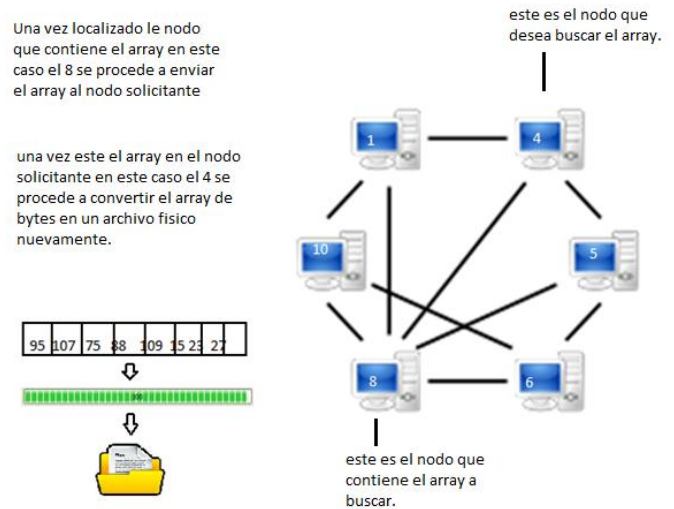 Una vez localizado le nodo
que contiene el array en este
caso el 8 se procede a enviar
el array al nodo solicitante
una vez este el array en el nodo
solicitante en este caso el 4 se
procede a convertir el array de
bytes en un archivo fisico
nuevamente.
95 107 75 88 109 15 23 27
este es el nodo que
desea buscar el array.
1
4
10
5
8
6
este es el nodo que
contiene el array a
buscar.